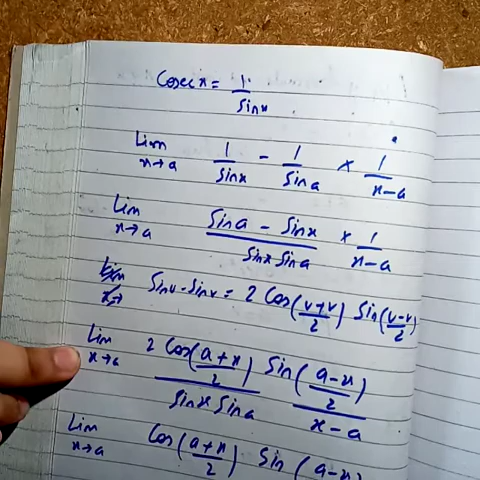 Cosec x = 1/sinx
Lim x→a 1/sinx - 1/sina × 1/x-a
Lim x→a sina - sinx/sinx sina × 1/x-a
Sinu - sinv = 2 Cos(u+v/2) Sin(u-v/2)
Lim x→a 2 Cos(a+x/2)/sinx sina Sin(a-x/2)/x-a
Lim x→a Cos(a+x/2) Sin(a-x